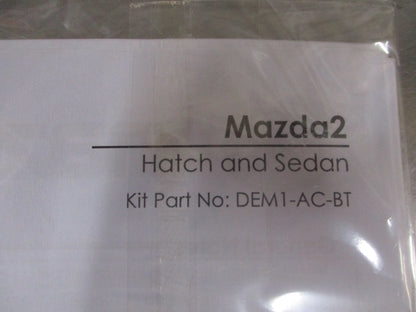 Mazda2
Hatch and Sedan
Kit Part No: DEM1-AC-BT